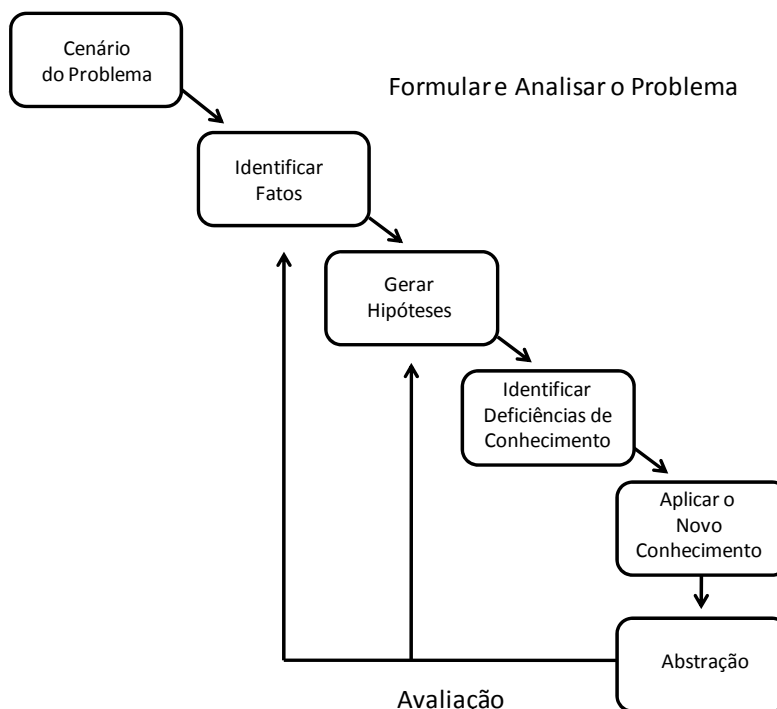 Cenário
do Problema
Formular e Analisar o Problema
Identificar
Fatos
Gerar
Hipóteses
Identificar
Deficiências de
Conhecimento
Aplicar o
Novo
Conhecimento
Abstração
Avaliação